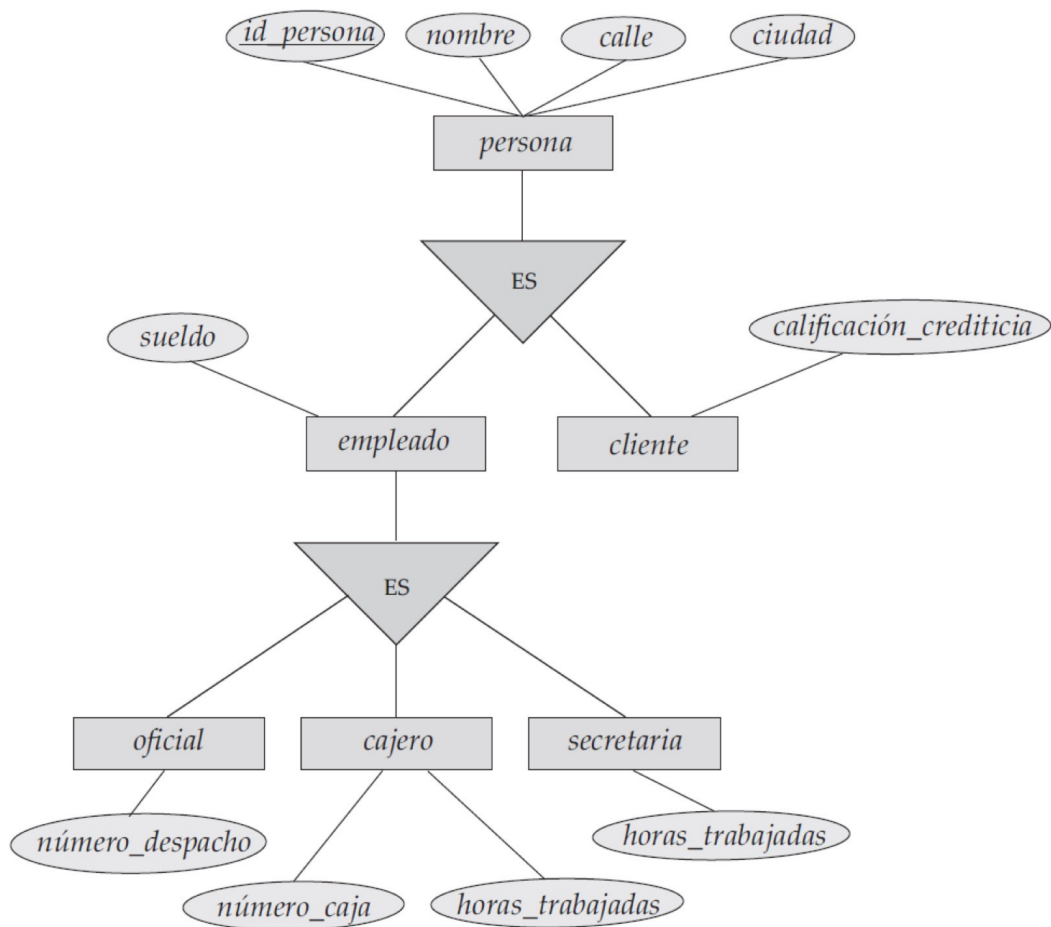 id_persona
nombre
calle
ciudad
persona
ES
sueldo
calificación_crediticia
empleado
cliente
ES
oficial
cajero
secretaria
número_despacho
horas_trabajadas
número_caja
horas_trabajadas